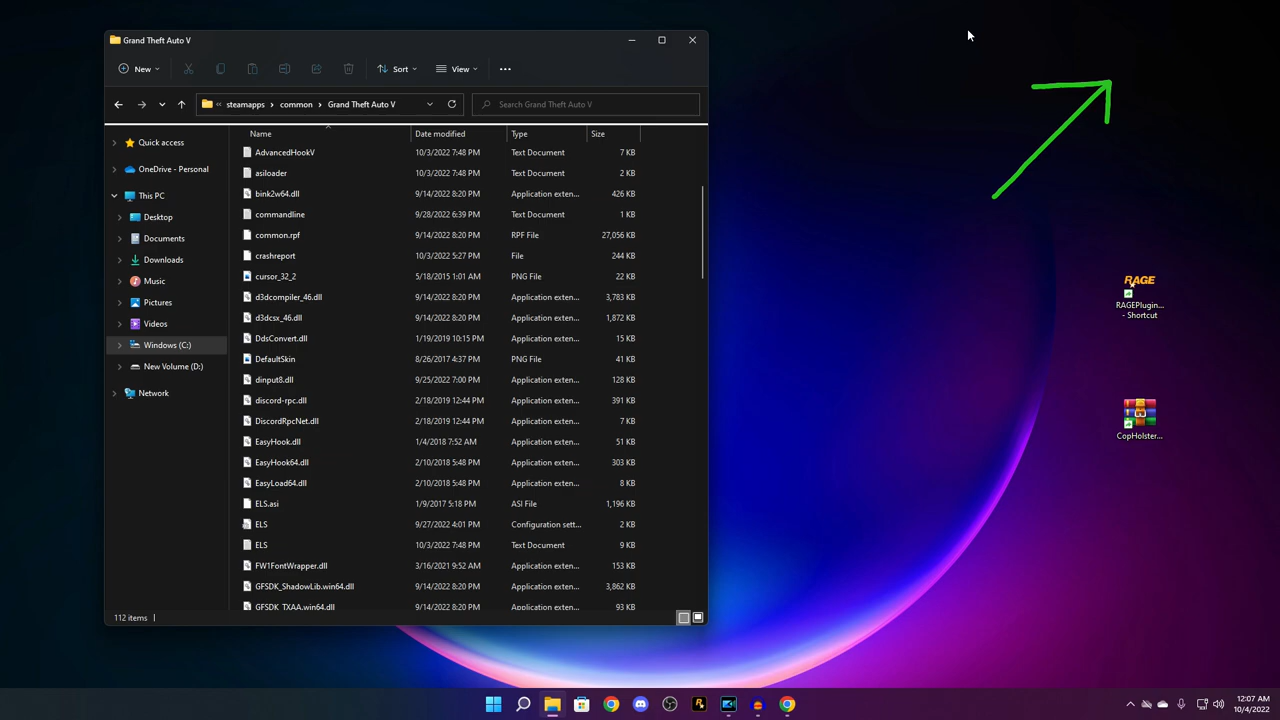 Grand Theft Auto V
New Sort View
steamapps common Grand Theft Auto V Search Grand Theft Auto V
Name Date modified Type Size
Quick access
OneDrive - Personal
This PC
Desktop
Documents
Downloads
Music
Pictures
Videos
Windows (C:)
New Volume (D:)
Network
AdvancedHookV 10/3/2022 7:48 PM Text Document 7 KB
asiloader 10/3/2022 7:48 PM Text Document 2 KB
bink2w64.dll 9/14/2022 8:20 PM Application exten... 426 KB
commandline 9/28/2022 6:39 PM Text Document 1 KB
common.rpf 9/14/2022 8:20 PM RPF File 27,056 KB
crashreport 10/3/2022 5:27 PM File 244 KB
cursor_32_2 5/18/2015 1:01 AM PNG File 22 KB
d3dcompiler_46.dll 9/14/2022 8:20 PM Application exten... 3,783 KB
d3dcsx_46.dll 9/14/2022 8:20 PM Application exten... 1,872 KB
DdsConvert.dll 1/19/2019 10:15 PM Application exten... 15 KB
DefaultSkin 8/26/2017 4:37 PM PNG File 41 KB
dinput8.dll 9/25/2022 7:00 PM Application exten... 128 KB
discord-rpc.dll 2/18/2019 12:44 PM Application exten... 391 KB
DiscordRpcNet.dll 2/18/2019 12:44 PM Application exten... 7 KB
EasyHook.dll 1/4/2018 7:52 AM Application exten... 51 KB
EasyHook64.dll 2/10/2018 5:48 PM Application exten... 303 KB
EasyLoad64.dll 2/10/2018 5:48 PM Application exten... 8 KB
ELS.asi 1/9/2017 5:18 PM ASI File 1,196 KB
ELS 9/27/2022 4:01 PM Configuration sett... 2 KB
ELS 10/3/2022 7:48 PM Text Document 9 KB
FW1FontWrapper.dll 3/16/2021 9:52 AM Application exten... 153 KB
GFSDK_ShadowLib.win64.dll 9/14/2022 8:20 PM Application exten... 3,862 KB
GFSDK_TXAA.win64.dll 9/14/2022 8:20 PM Application exten... 93 KB
112 items
RAGE
RAGEPlugin...
- Shortcut
CopHolster...
12:07 AM
10/4/2022